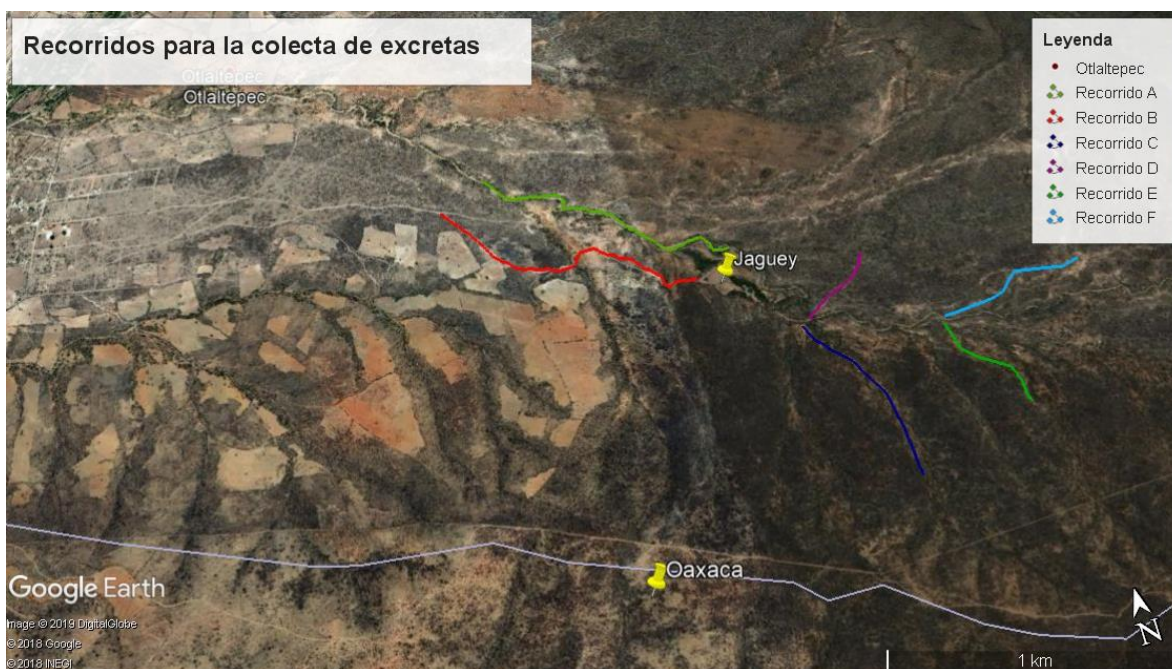 Recorridos para la colecta de excretas
Otlaltepec
Otlaltepec
Leyenda
Otlaltepec
Recorrido A
Recorrido B
Recorrido C
Recorrido D
Recorrido E
Recorrido F
Jaguey
Oaxaca
Google Earth
Image © 2019 DigitalGlobe
© 2018 Google
© 2018 INEGI
N
1 km